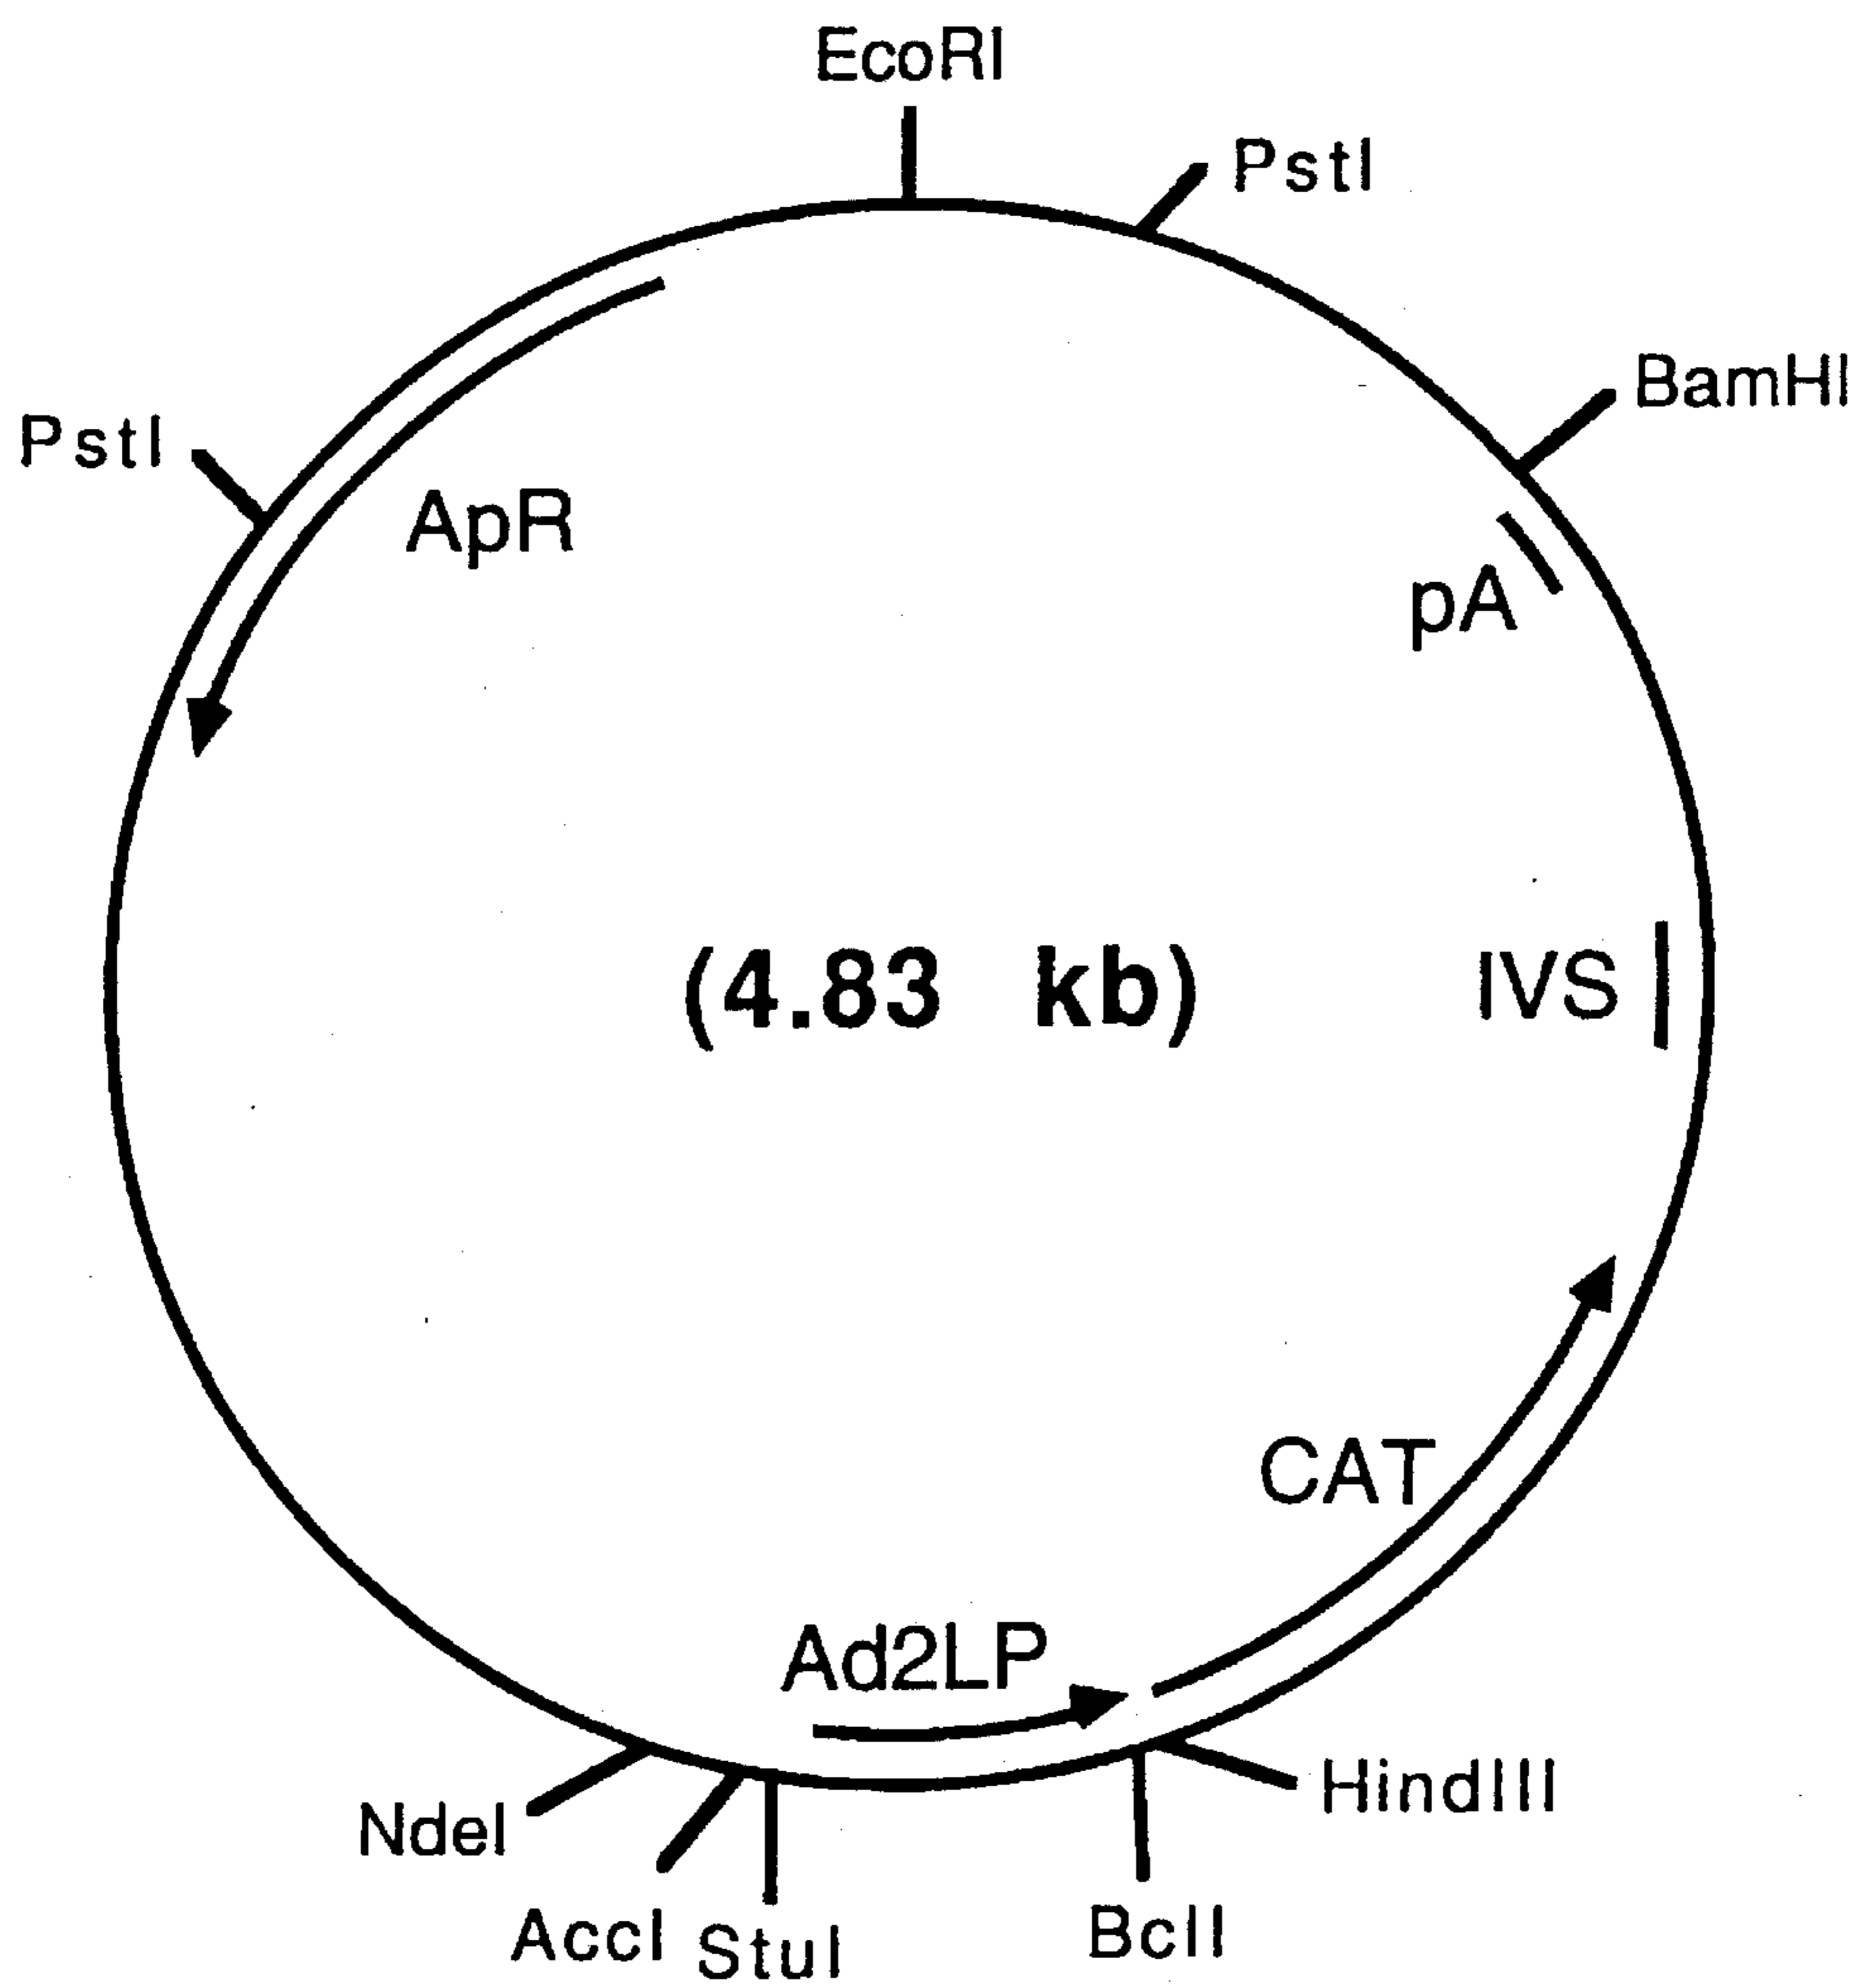 EcoRI
PstI
BamHI
PstI
ApR
pA
(4.83 kb)
IVS
CAT
Ad2LP
HindIII
NdeI
AccI
StuI
BclI